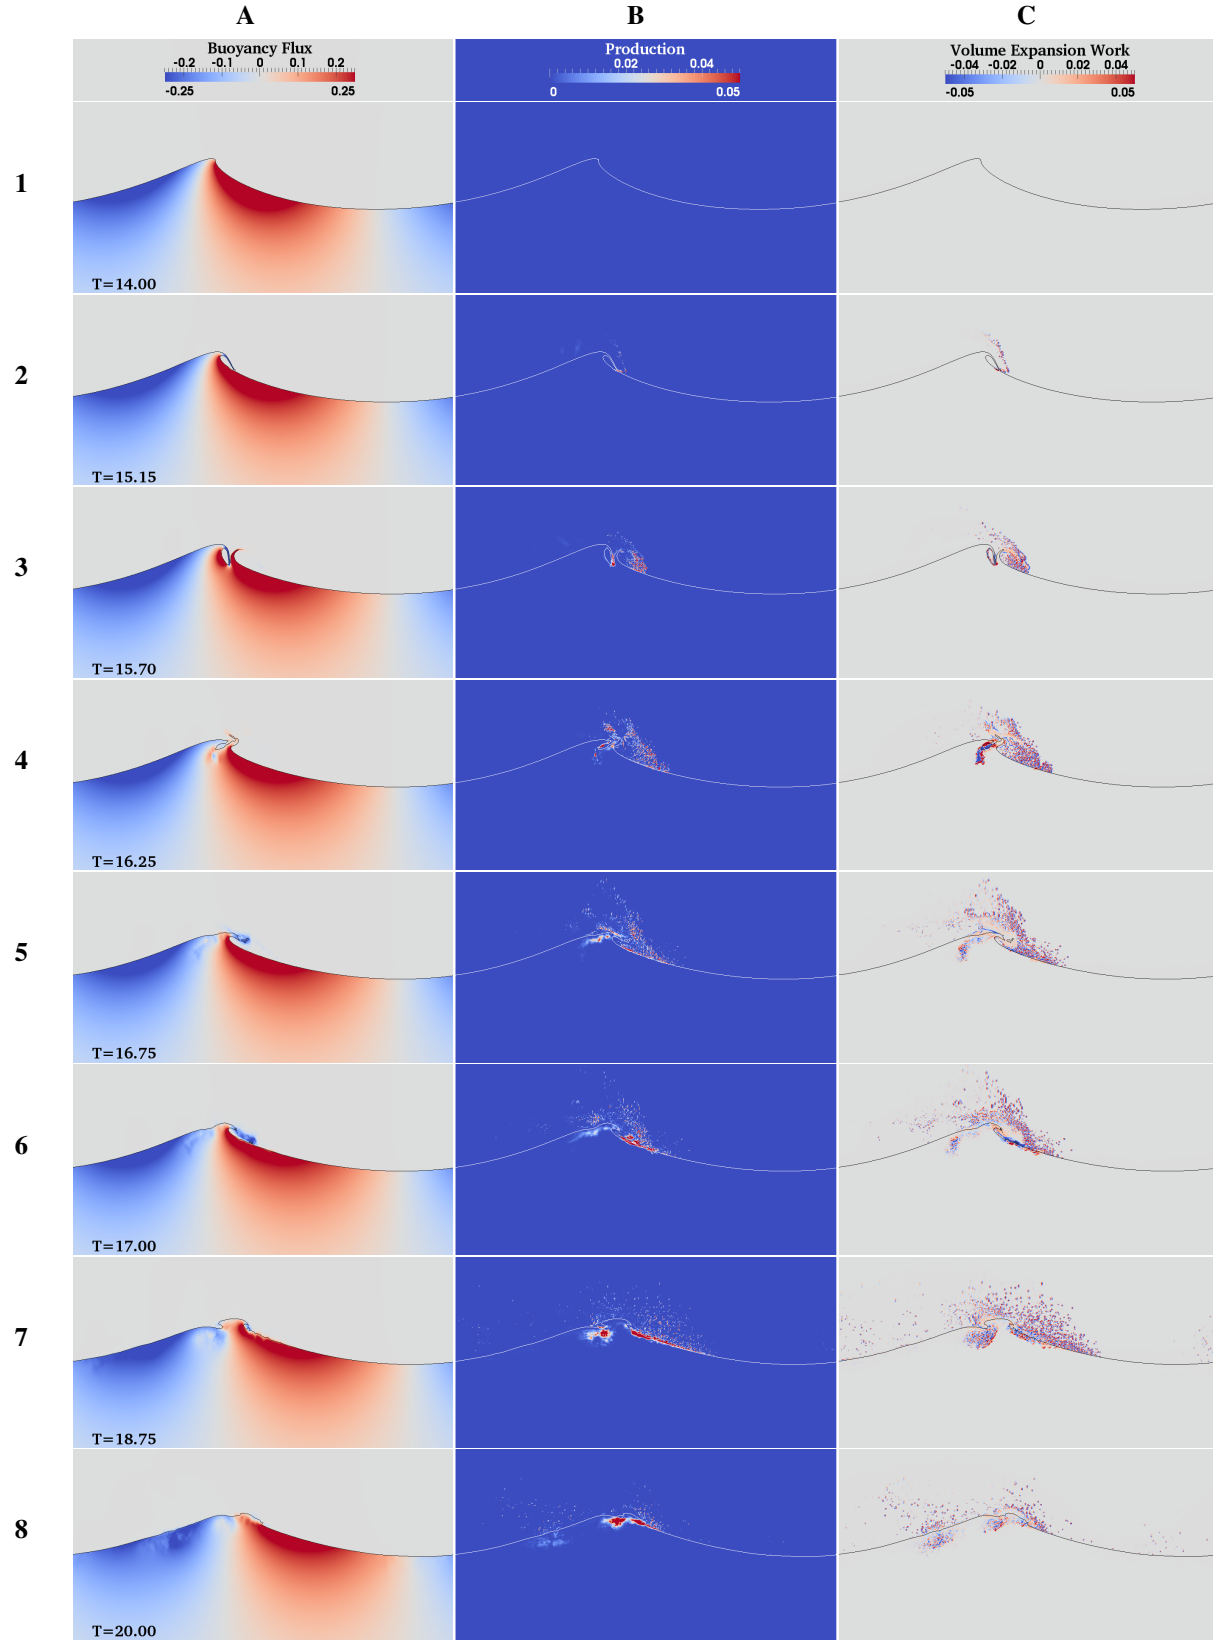 A B C
Buoyancy Flux Production Volume Expansion Work
-0.2 -0.1 0 0.1 0.2 0.02 0.04 -0.04 -0.02 0 0.02 0.04
-0.25 0.25 0 0.05 -0.05 0.05
1
T=14.00
2
T=15.15
3
T=15.70
4
T=16.25
5
T=16.75
6
T=17.00
7
T=18.75
8
T=20.00